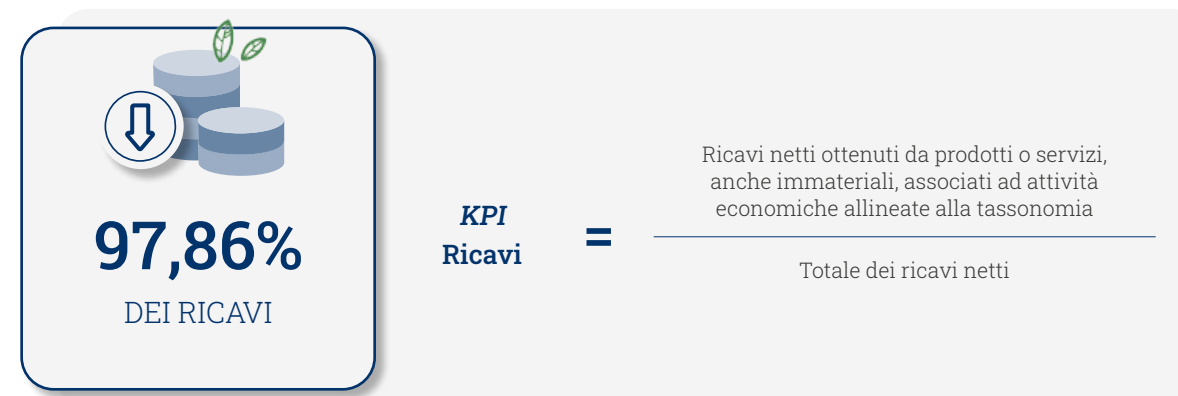 97,86%
DEI RICAVI
KPI
Ricavi
=
Ricavi netti ottenuti da prodotti o servizi,
anche immateriali, associati ad attività
economiche allineate alla tassonomia
Totale dei ricavi netti